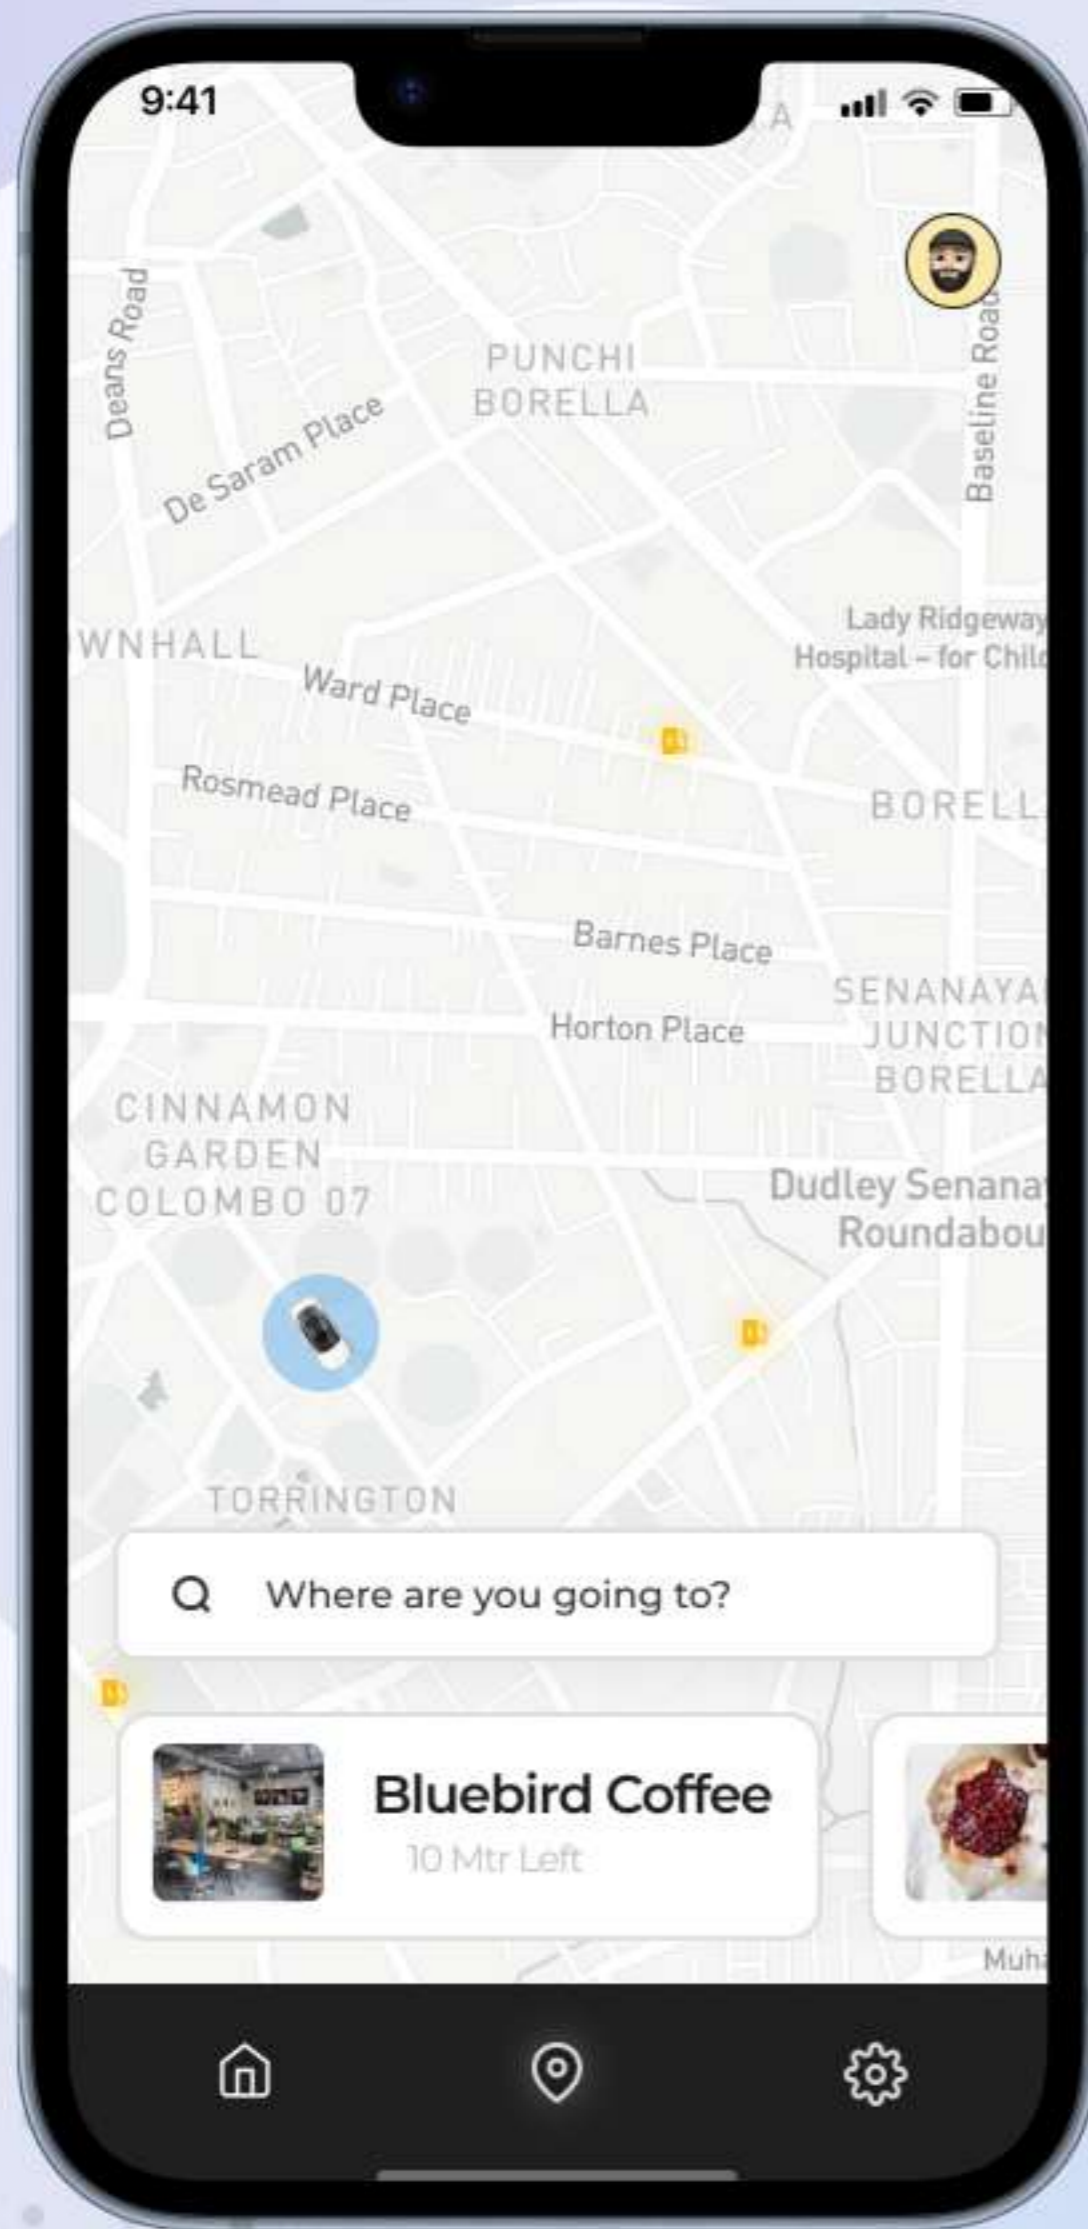 9:41
A
Deans Road
De Saram Place
PUNCHI
BORELLA
Baseline Road
WNHALL
Ward Place
Lady Ridgeway
Hospital – for Chil
Rosmead Place
BORELL
Barnes Place
Horton Place
SENANAYA
JUNCTION
BORELLA
CINNAMON
GARDEN
COLOMBO 07
Dudley Senana
Roundabou
TORRINGTON
Where are you going to?
Bluebird Coffee
10 Mtr Left
Muh